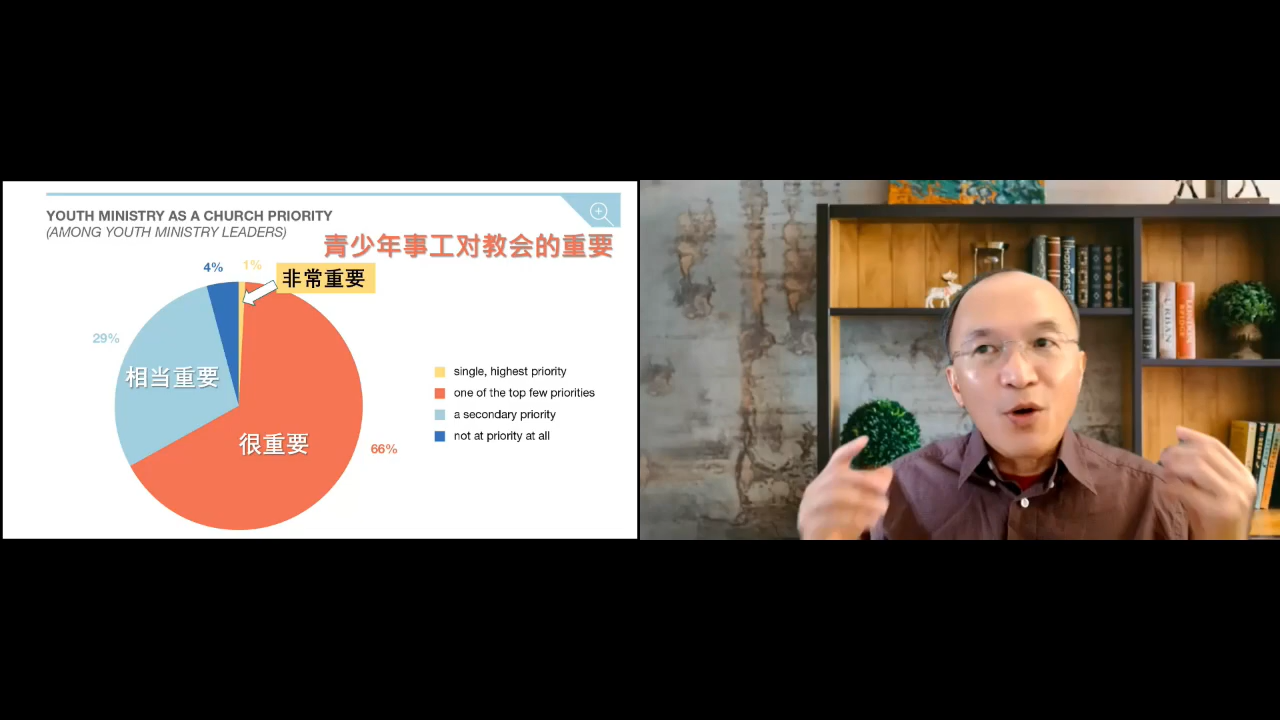 YOUTH MINISTRY AS A CHURCH PRIORITY
(AMONG YOUTH MINISTRY LEADERS)
青少年事工对教会的重要
4%
1%
非常重要
29%
相当重要
很重要
66%
single, highest priority
one of the top few priorities
a secondary priority
not at priority at all